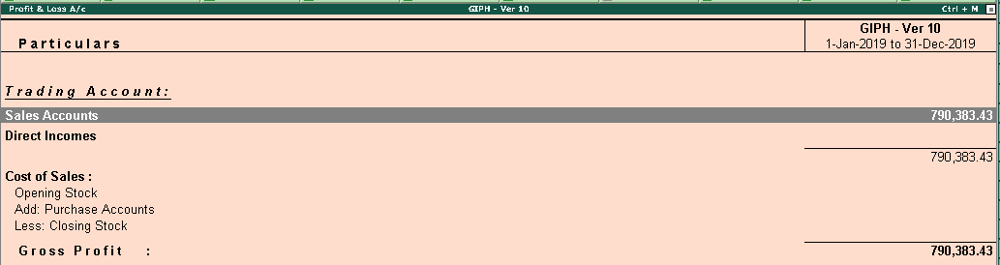 Profit & Loss A/c GIPH - Ver 10 Ctrl + M
GIPH - Ver 10
Particulars 1-Jan-2019 to 31-Dec-2019
Trading Account:
Sales Accounts 790,383.43
Direct Incomes
790,383.43
Cost of Sales :
Opening Stock
Add: Purchase Accounts
Less: Closing Stock
Gross Profit : 790,383.43